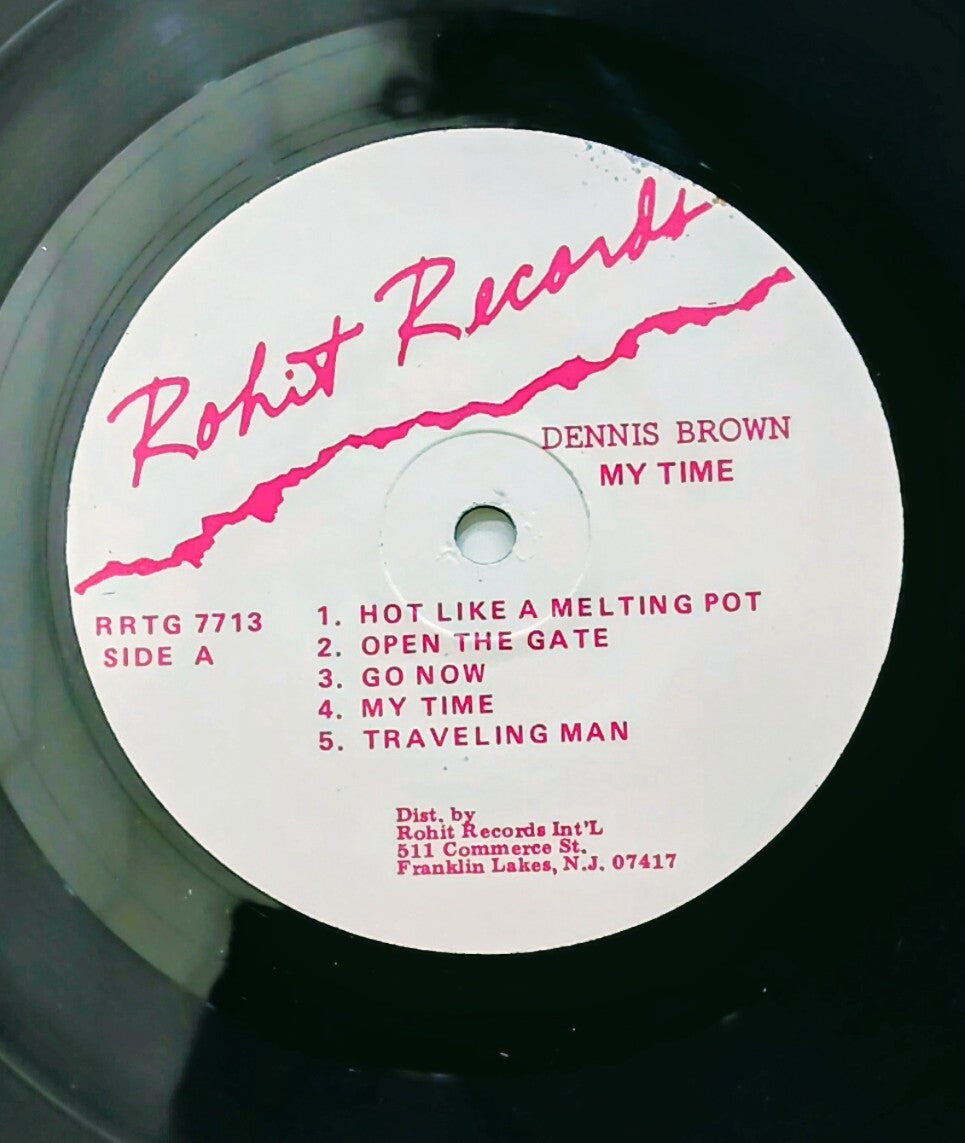 Rohit Records
DENNIS BROWN
MY TIME
RRTG 7713
SIDE A
1. HOT LIKE A MELTING POT
2. OPEN THE GATE
3. GO NOW
4. MY TIME
5. TRAVELING MAN
Dist. by
Rohit Records Int'L
511 Commerce St.
Franklin Lakes, N.J. 07417